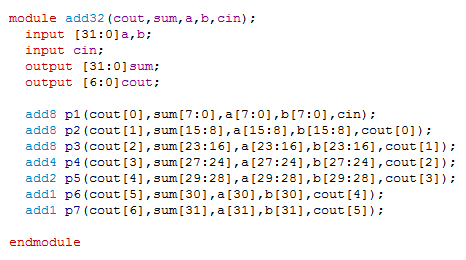 module add32(cout,sum,a,b,cin);
input [31:0]a,b;
input cin;
output [31:0]sum;
output [6:0]cout;
add8 p1(cout[0],sum[7:0],a[7:0],b[7:0],cin);
add8 p2(cout[1],sum[15:8],a[15:8],b[15:8],cout[0]);
add8 p3(cout[2],sum[23:16],a[23:16],b[23:16],cout[1]);
add4 p4(cout[3],sum[27:24],a[27:24],b[27:24],cout[2]);
add2 p5(cout[4],sum[29:28],a[29:28],b[29:28],cout[3]);
add1 p6(cout[5],sum[30],a[30],b[30],cout[4]);
add1 p7(cout[6],sum[31],a[31],b[31],cout[5]);
endmodule